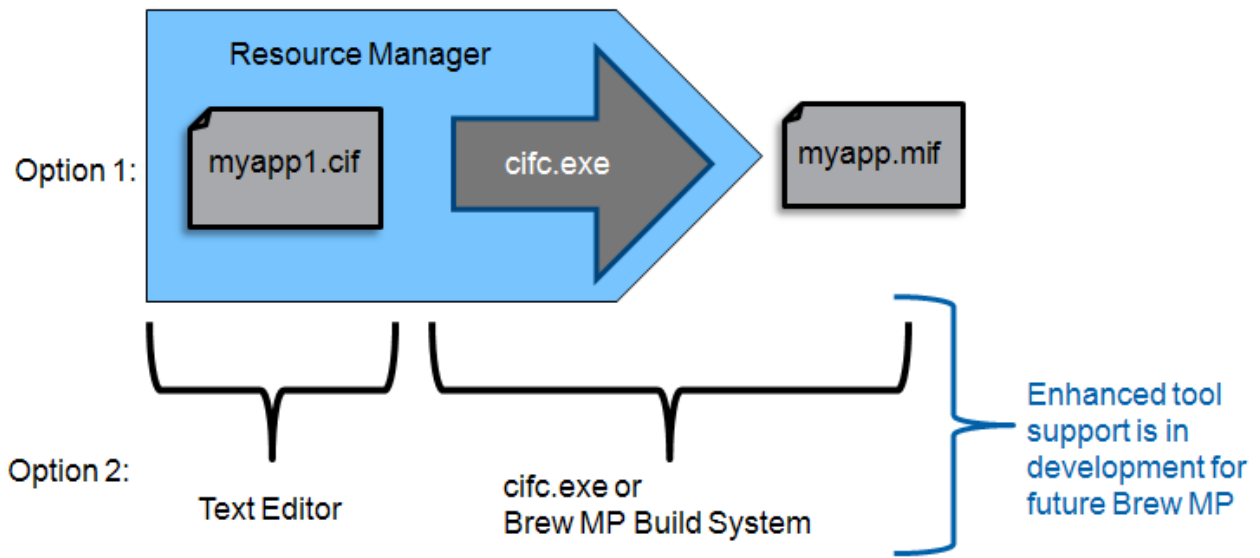 Resource Manager
Option 1:
myapp1.cif
cifc.exe
myapp.mif
Enhanced tool
support is in
development for
future Brew MP
Option 2:
Text Editor
cifc.exe or
Brew MP Build System